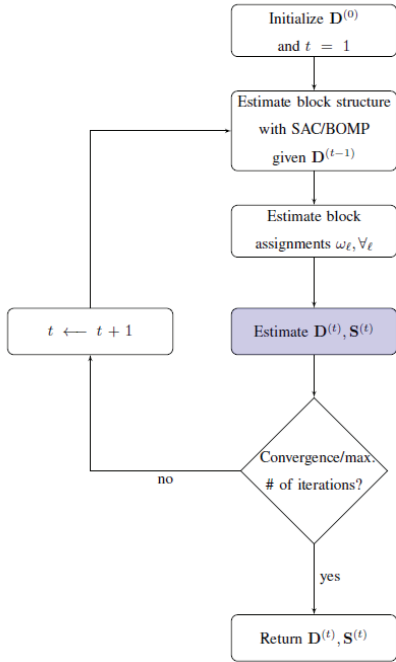 Initialize D^(0)
and t = 1
Estimate block structure
with SAC/BOMP
given D^(t−1)
Estimate block
assignments ω_ℓ, ∀_ℓ
t ⟵ t + 1
Estimate D^(t), S^(t)
Convergence/max.
# of iterations?
no
yes
Return D^(t), S^(t)